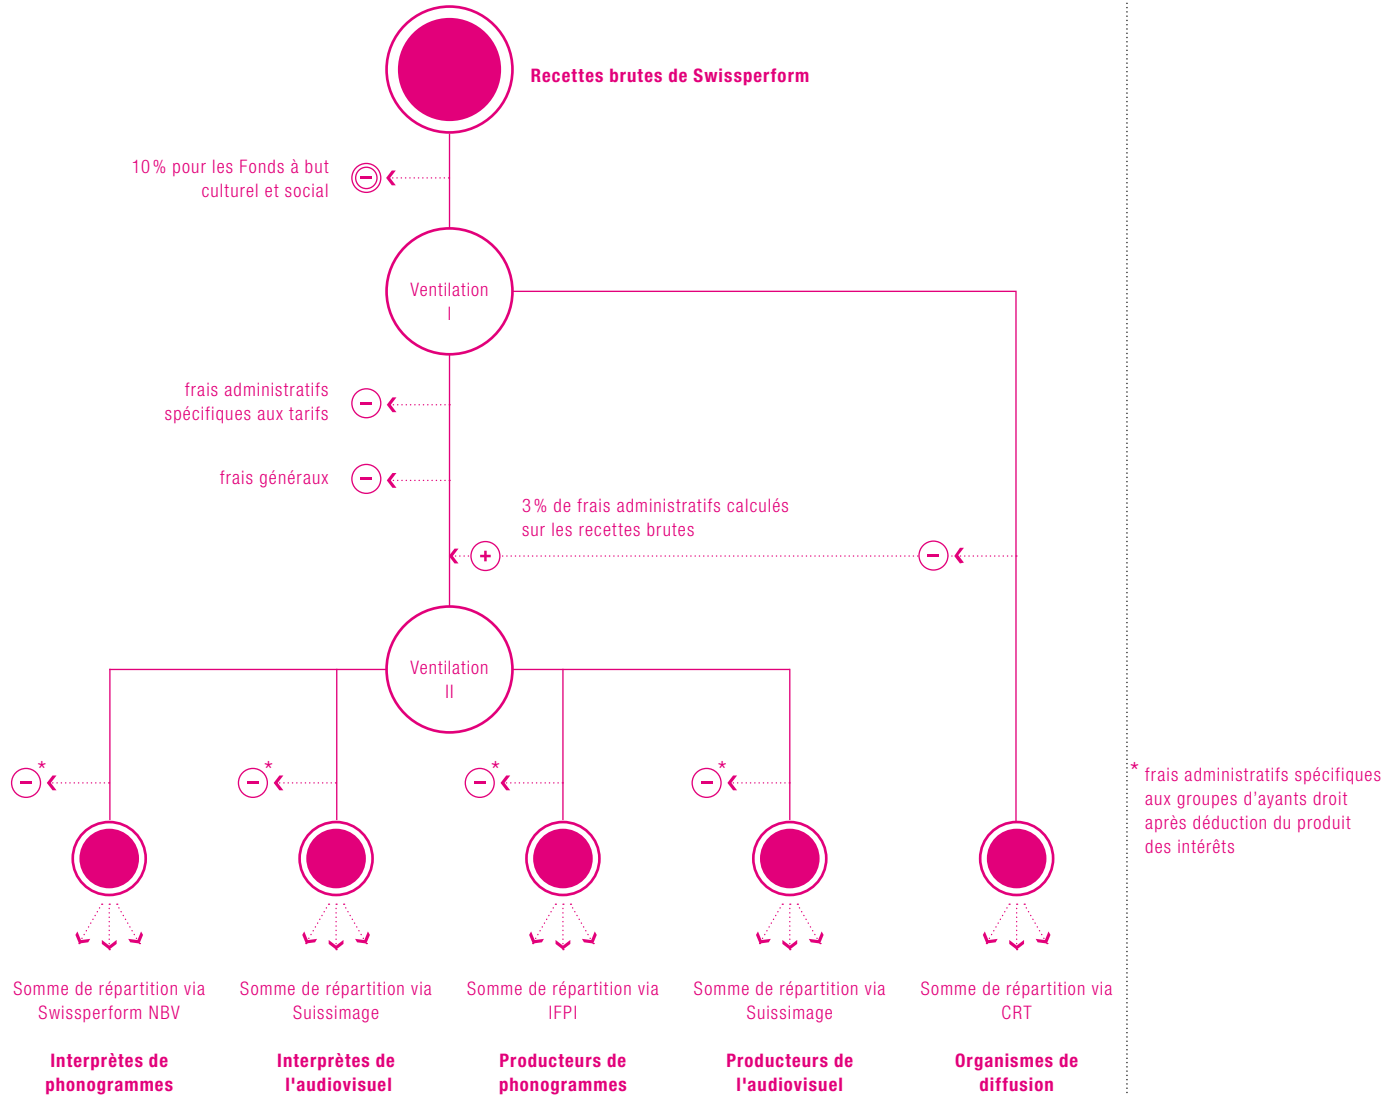 Recettes brutes de Swissperform
10% pour les Fonds à but
culturel et social
Ventilation
I
frais administratifs
spécifiques aux tarifs
frais généraux
3% de frais administratifs calculés
sur les recettes brutes
Ventilation
II
* frais administratifs spécifiques
aux groupes d'ayants droit
après déduction du produit
des intérêts
Somme de répartition via
Swissperform NBV
Interprètes de
phonogrammes
Somme de répartition via
Suissimage
Interprètes de
l'audiovisuel
Somme de répartition via
IFPI
Producteurs de
phonogrammes
Somme de répartition via
Suissimage
Producteurs de
l'audiovisuel
Somme de répartition via
CRT
Organismes de
diffusion